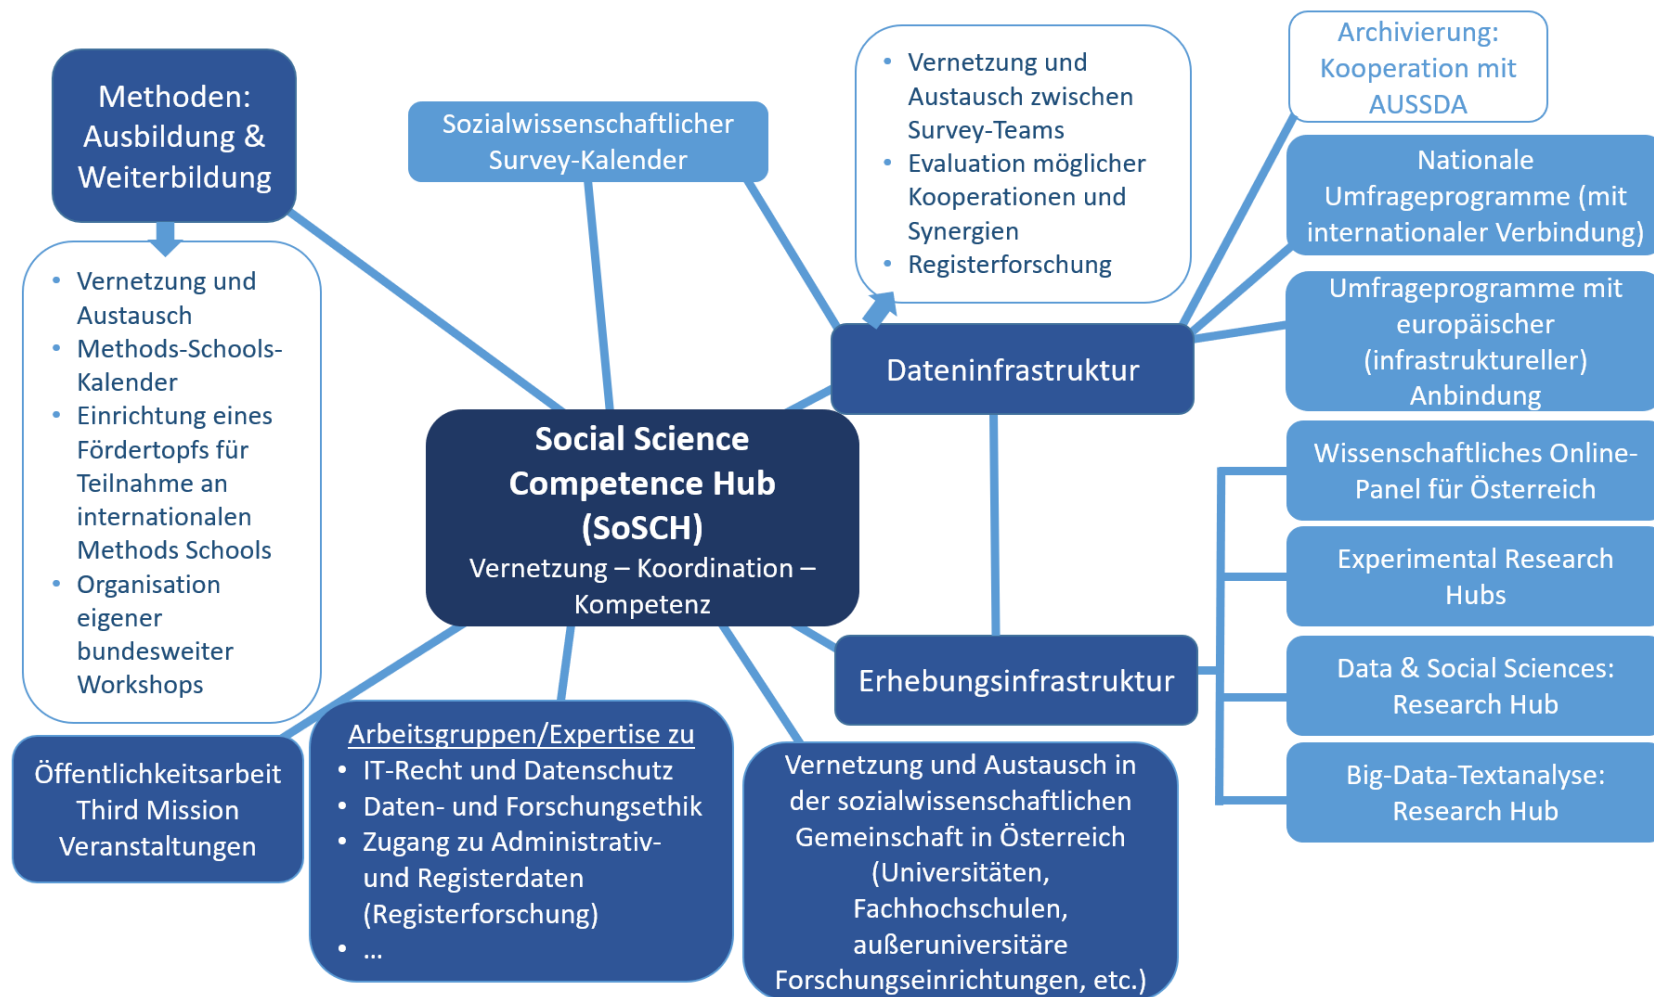 Methoden:
Ausbildung &
Weiterbildung
• Vernetzung und
Austausch
• Methods-Schools-
Kalender
• Einrichtung eines
Fördertopfs für
Teilnahme an
internationalen
Methods Schools
• Organisation
eigener
bundesweiter
Workshops
Sozialwissenschaftlicher
Survey-Kalender
• Vernetzung und
Austausch zwischen
Survey-Teams
• Evaluation möglicher
Kooperationen und
Synergien
• Registerforschung
Archivierung:
Kooperation mit
AUSSDA
Nationale
Umfrageprogramme (mit
internationaler Verbindung)
Umfrageprogramme mit
europäischer
(infrastruktureller)
Anbindung
Dateninfrastruktur
Social Science
Competence Hub
(SoSCH)
Vernetzung – Koordination –
Kompetenz
Wissenschaftliches Online-
Panel für Österreich
Experimental Research
Hubs
Data & Social Sciences:
Research Hub
Big-Data-Textanalyse:
Research Hub
Erhebungsinfrastruktur
Öffentlichkeitsarbeit
Third Mission
Veranstaltungen
Arbeitsgruppen/Expertise zu
• IT-Recht und Datenschutz
• Daten- und Forschungsethik
• Zugang zu Administrativ-
und Registerdaten
(Registerforschung)
• ...
Vernetzung und Austausch in
der sozialwissenschaftlichen
Gemeinschaft in Österreich
(Universitäten,
Fachhochschulen,
außeruniversitäre
Forschungseinrichtungen, etc.)